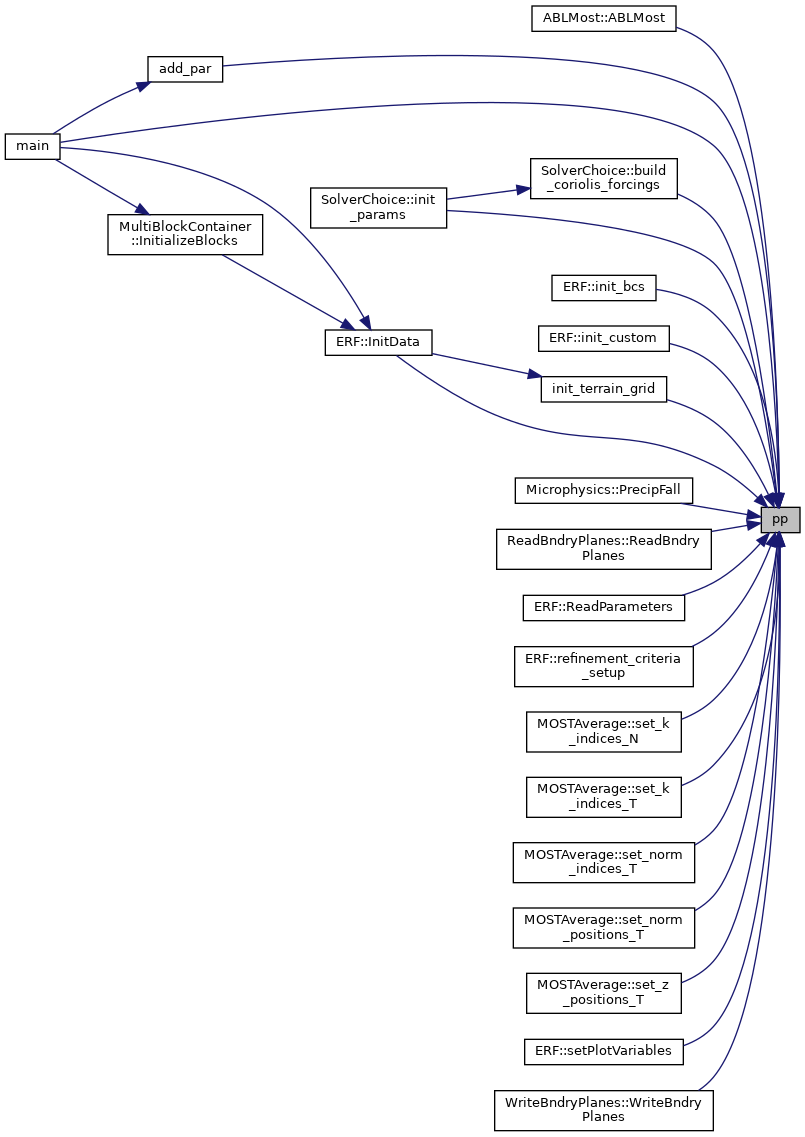 ABLMost::ABLMost
add_par
main
SolverChoice::build
_coriolis_forcings
SolverChoice::init
_params
MultiBlockContainer
::InitializeBlocks
ERF::init_bcs
ERF::init_custom
ERF::InitData
init_terrain_grid
Microphysics::PrecipFall
pp
ReadBndryPlanes::ReadBndry
Planes
ERF::ReadParameters
ERF::refinement_criteria
_setup
MOSTAverage::set_k
_indices_N
MOSTAverage::set_k
_indices_T
MOSTAverage::set_norm
_indices_T
MOSTAverage::set_norm
_positions_T
MOSTAverage::set_z
_positions_T
ERF::setPlotVariables
WriteBndryPlanes::WriteBndry
Planes